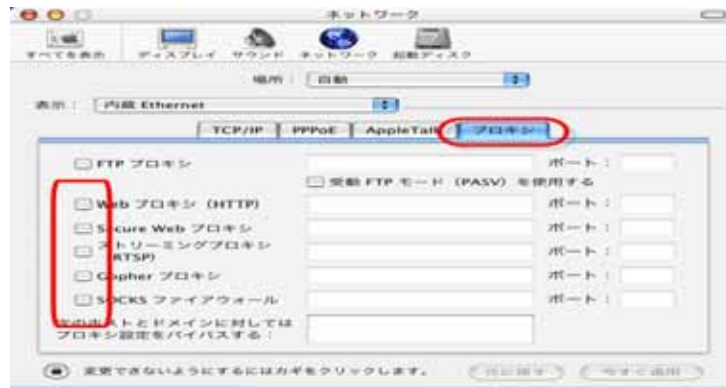 ネットワーク
すべてを表示 ディスプレイ サウンド ネットワーク 起動ディスク
場所： 自動
表示： 内蔵 Ethernet
TCP/IP PPPoE AppleTalk プロキシ
FTP プロキシ ポート：
受動 FTP モード（PASV）を使用する
Web プロキシ（HTTP） ポート：
Secure Web プロキシ ポート：
ストリーミングプロキシ
（RTSP） ポート：
Gopher プロキシ ポート：
SOCKS ファイアウォール ポート：
次のホストとドメインに対しては
プロキシ設定をバイパスする：
変更できないようにするにはカギをクリックします。 元に戻す 今すぐ適用